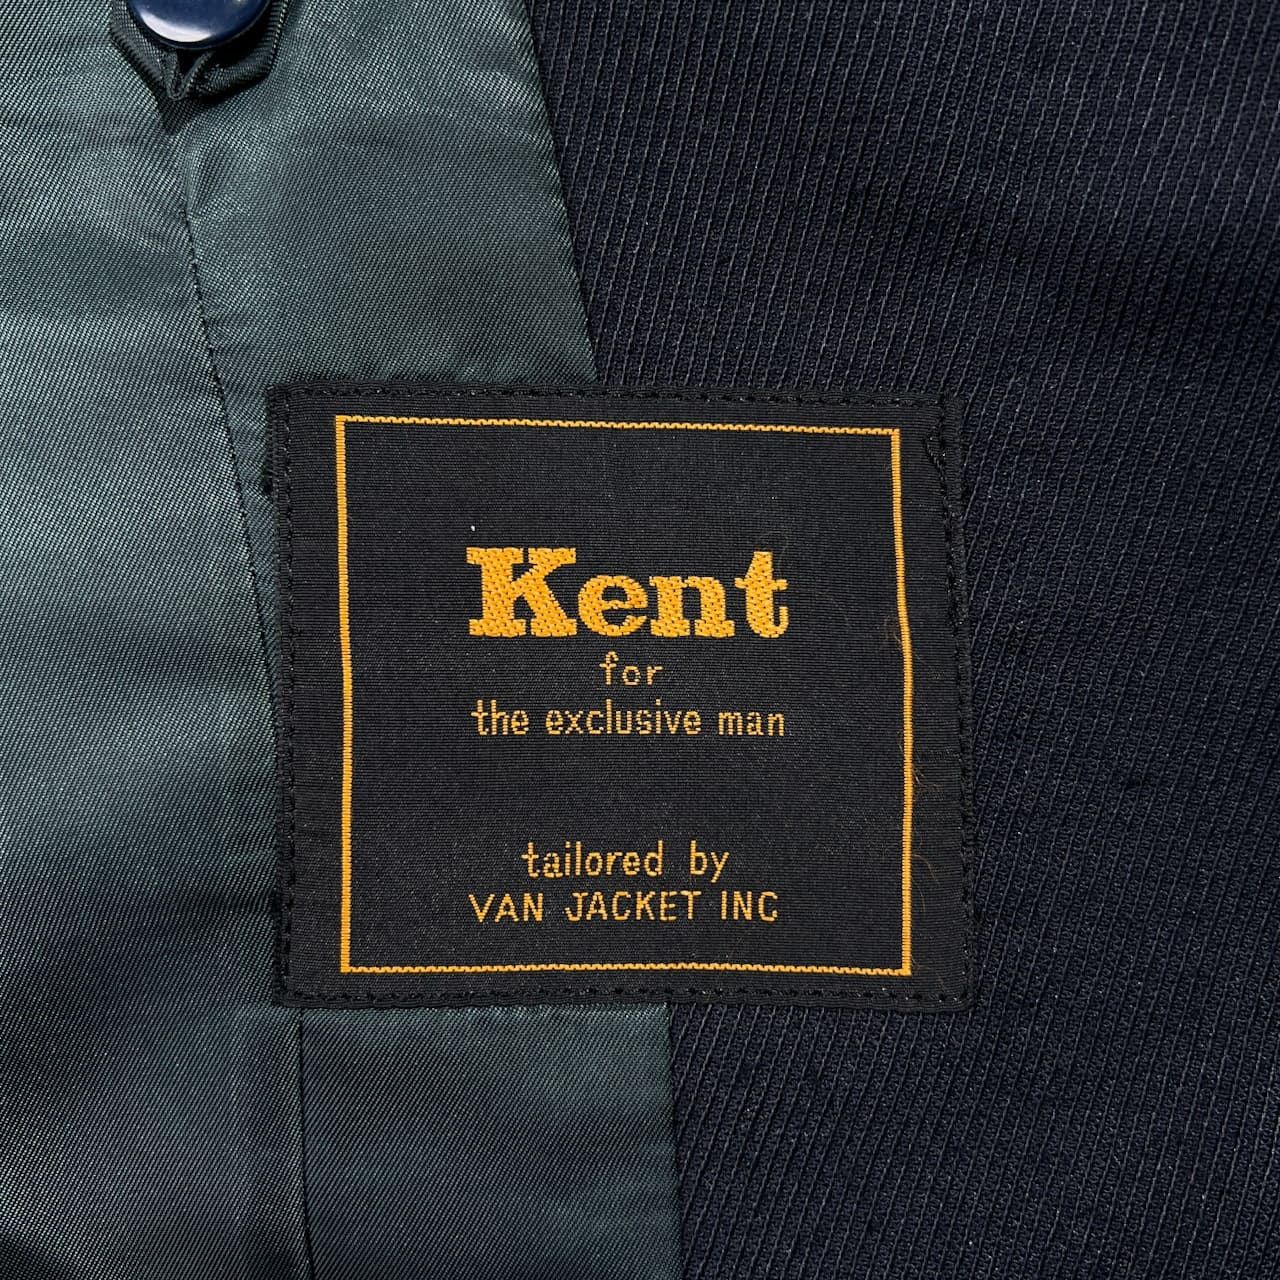 Kent
for
the exclusive man
tailored by
VAN JACKET INC